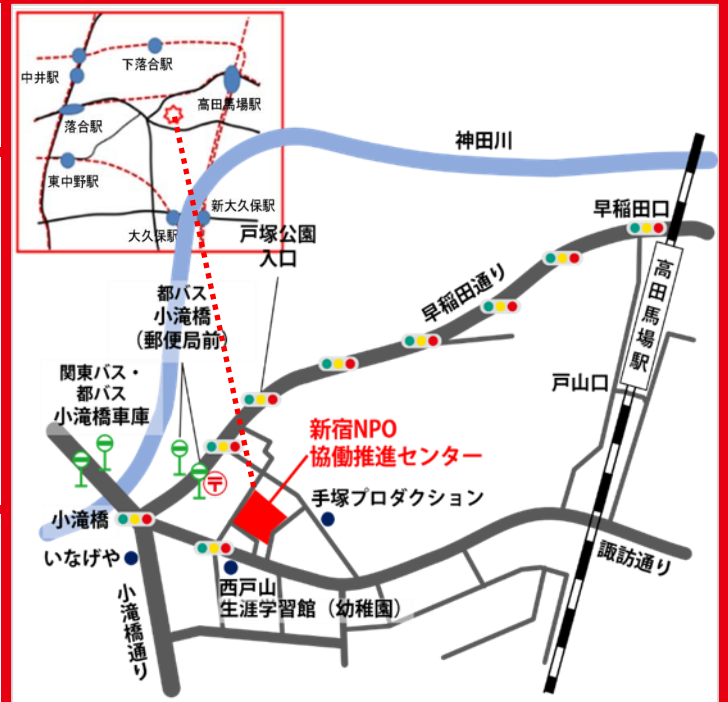 中井駅
下落合駅
高田馬場駅
落合駅
東中野駅
新大久保駅
大久保駅
神田川
早稲田口
戸塚公園
入口
早稲田通り
高田馬場駅
都バス
小滝橋
(郵便局前)
戸山口
関東バス・
都バス
小滝橋車庫
新宿NPO
協働推進センター
〒
手塚プロダクション
小滝橋
いなげや
諏訪通り
西戸山
生涯学習館(幼稚園)
小滝橋通り